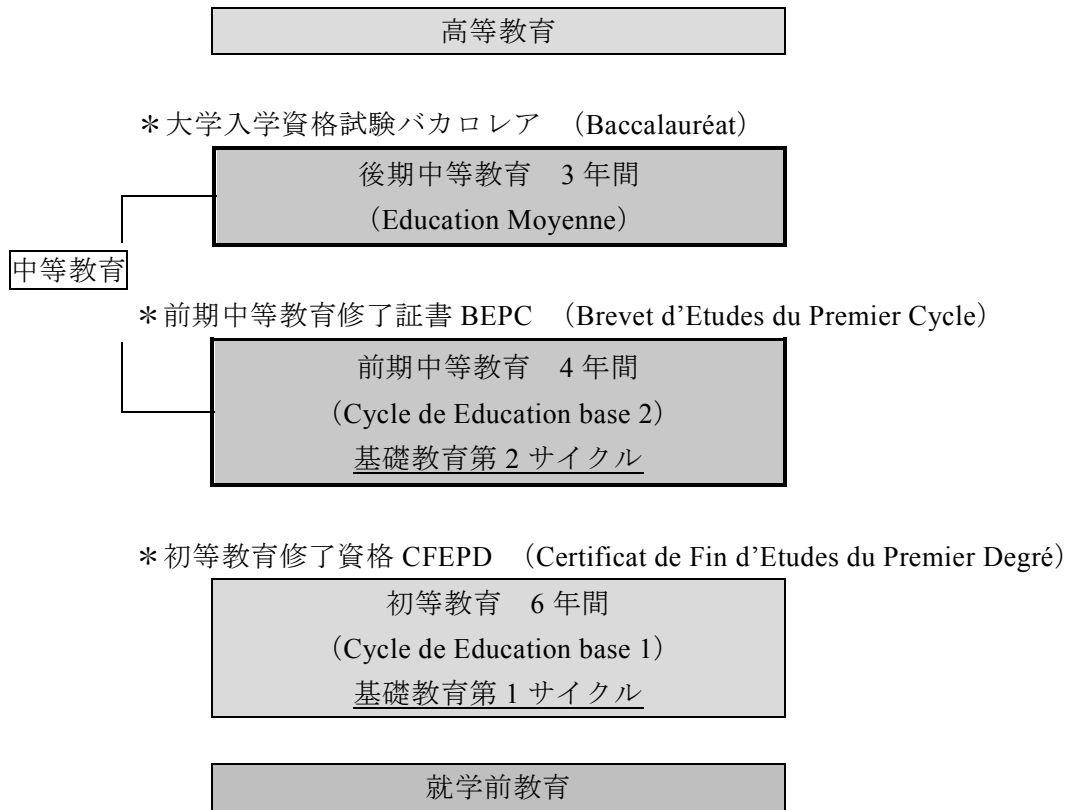 高等教育
＊大学入学資格試験バカロレア （Baccalauréat）
後期中等教育　3 年間
（Education Moyenne）
中等教育
＊前期中等教育修了証書 BEPC （Brevet d’Etudes du Premier Cycle）
前期中等教育　4 年間
（Cycle de Education base 2）
基礎教育第 2 サイクル
＊初等教育修了資格 CFEPD （Certificat de Fin d’Etudes du Premier Degré）
初等教育　6 年間
（Cycle de Education base 1）
基礎教育第 1 サイクル
就学前教育